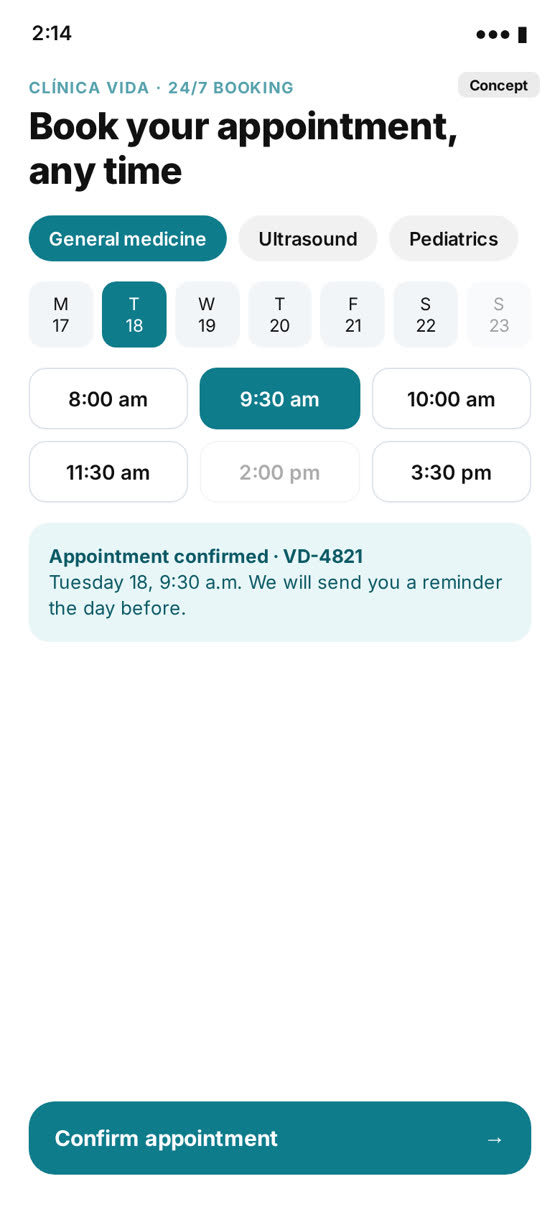 2:14
CLÍNICA VIDA · 24/7 BOOKING
Concept
Book your appointment,
any time
General medicine Ultrasound Pediatrics
M T W T F S S
17 18 19 20 21 22 23
8:00 am 9:30 am 10:00 am
11:30 am 2:00 pm 3:30 pm
Appointment confirmed · VD-4821
Tuesday 18, 9:30 a.m. We will send you a reminder
the day before.
Confirm appointment →